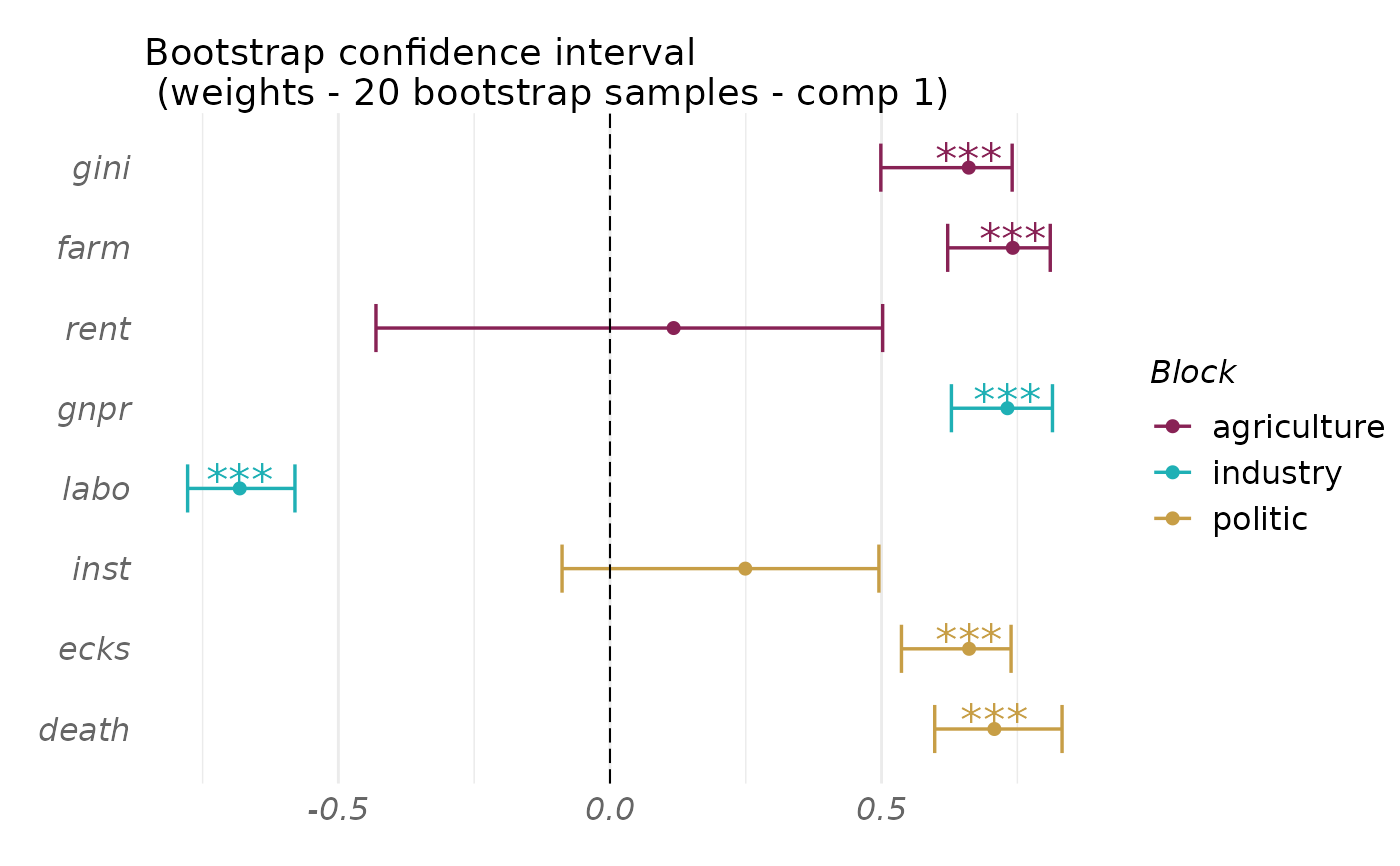 Bootstrap confidence interval
(weights - 20 bootstrap samples - comp 1)
gini
***
farm
***
rent
gnpr
***
labo
***
inst
ecks
***
death
***
-0.5
0.0
0.5
Block
agriculture
industry
politic